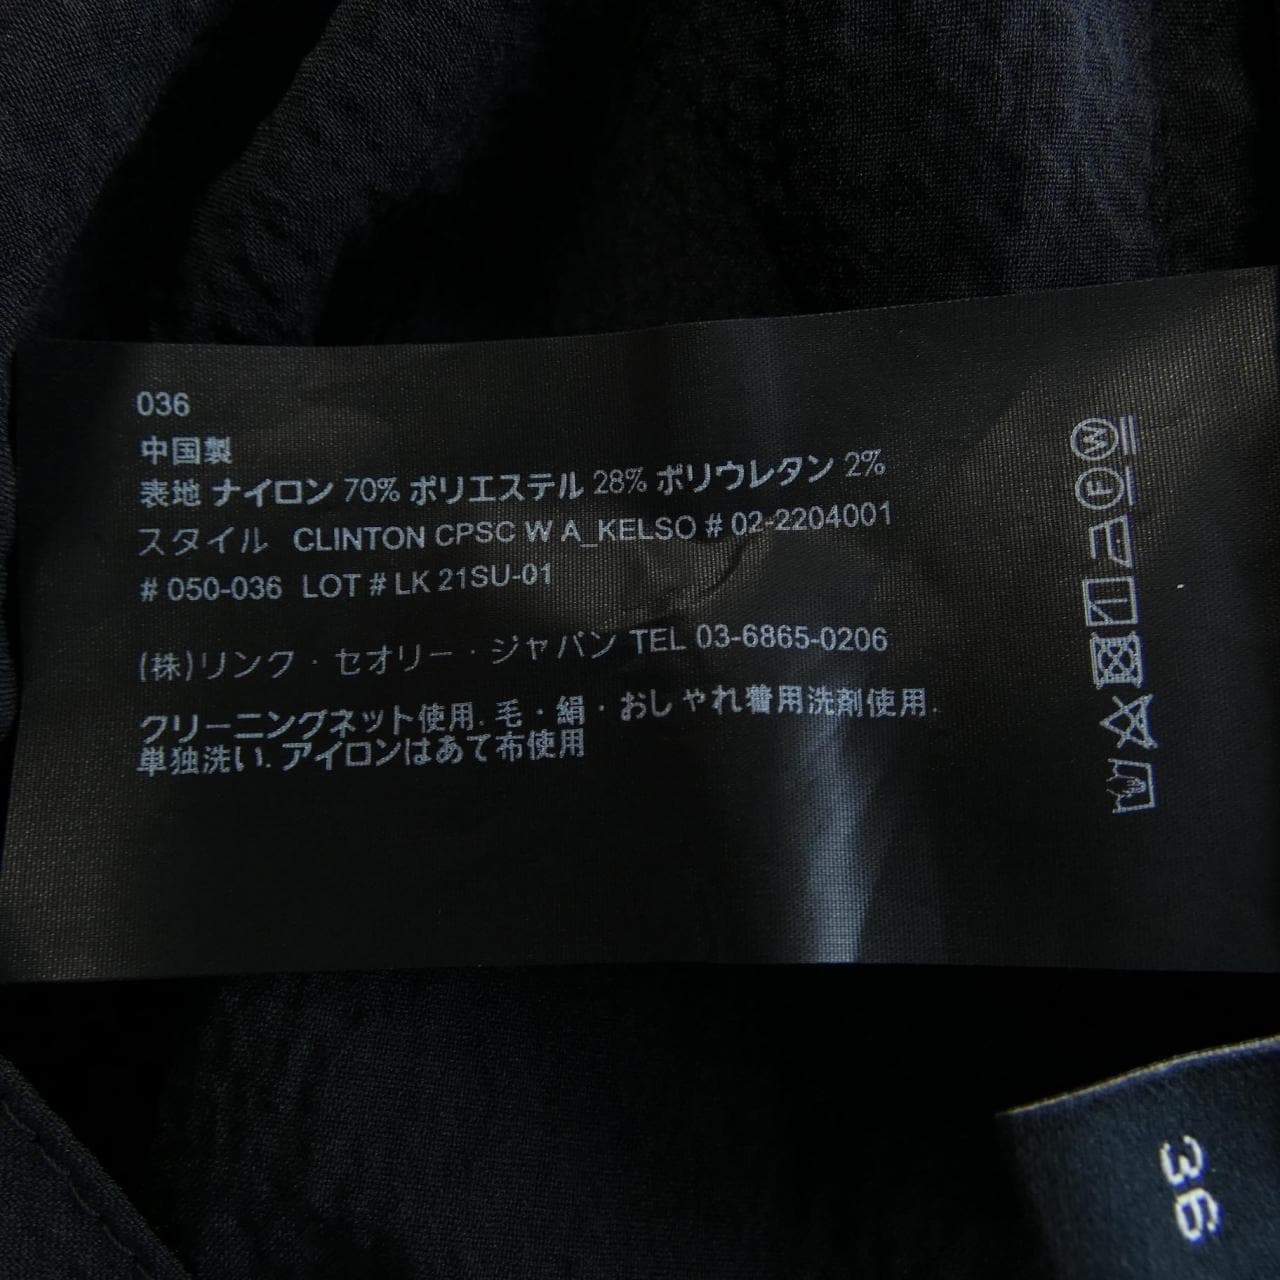 036
中国製
表地 ナイロン 70% ポリエステル 28% ポリウレタン 2%
スタイル CLINTON CPSC W A_KELSO # 02-2204001
# 050-036 LOT # LK 21SU-01
(株)リンク・セオリー・ジャパン TEL 03-6865-0206
クリーニングネット使用. 毛・絹・おしゃれ着用洗剤使用.
単独洗い. アイロンはあて布使用
W
F
36